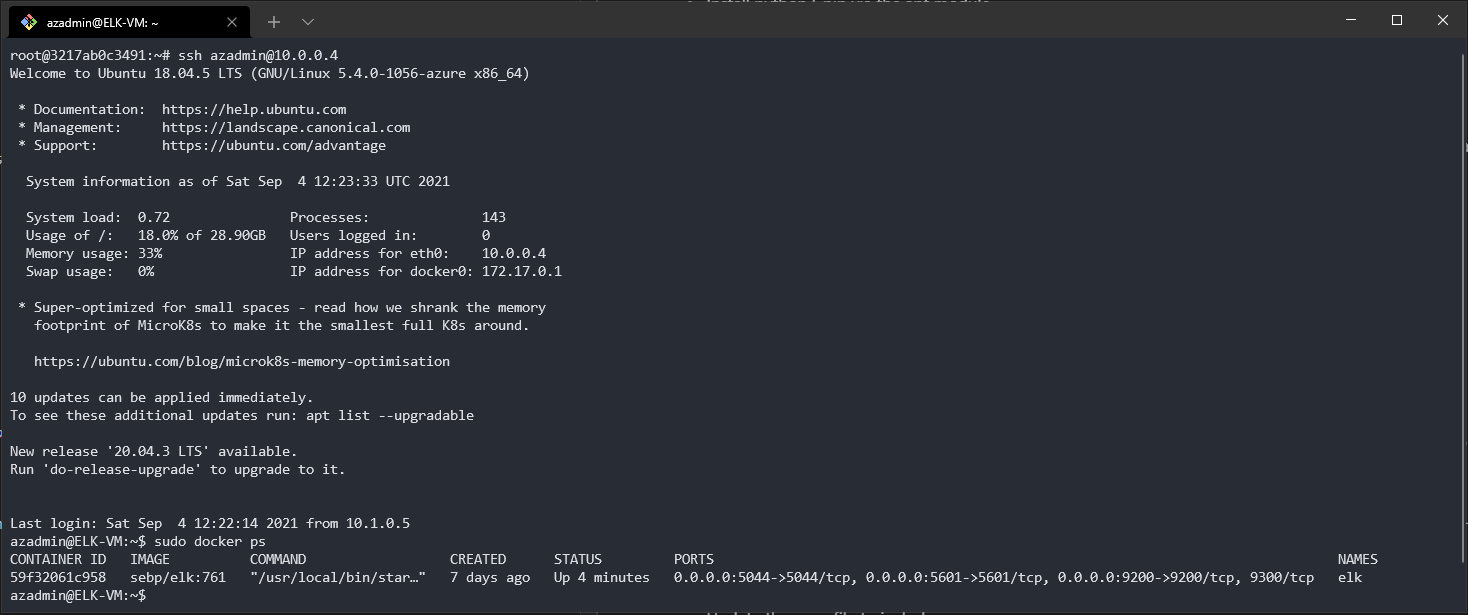 azadmin@ELK-VM: ~
root@3217ab0c3491:~# ssh azadmin@10.0.0.4
Welcome to Ubuntu 18.04.5 LTS (GNU/Linux 5.4.0-1056-azure x86_64)
* Documentation:  https://help.ubuntu.com
* Management:     https://landscape.canonical.com
* Support:        https://ubuntu.com/advantage
System information as of Sat Sep  4 12:23:33 UTC 2021
System load:  0.72               Processes:              143
Usage of /:   18.0% of 28.90GB   Users logged in:        0
Memory usage: 33%                IP address for eth0:    10.0.0.4
Swap usage:   0%                 IP address for docker0: 172.17.0.1
* Super-optimized for small spaces - read how we shrank the memory
footprint of MicroK8s to make it the smallest full K8s around.
https://ubuntu.com/blog/microk8s-memory-optimisation
10 updates can be applied immediately.
To see these additional updates run: apt list --upgradable
New release '20.04.3 LTS' available.
Run 'do-release-upgrade' to upgrade to it.
Last login: Sat Sep  4 12:22:14 2021 from 10.1.0.5
azadmin@ELK-VM:~$ sudo docker ps
CONTAINER ID   IMAGE          COMMAND                  CREATED      STATUS         PORTS                                                                              NAMES
59f32061c958   sebp/elk:761   "/usr/local/bin/star…"   7 days ago   Up 4 minutes   0.0.0.0:5044->5044/tcp, 0.0.0.0:5601->5601/tcp, 0.0.0.0:9200->9200/tcp, 9300/tcp   elk
azadmin@ELK-VM:~$